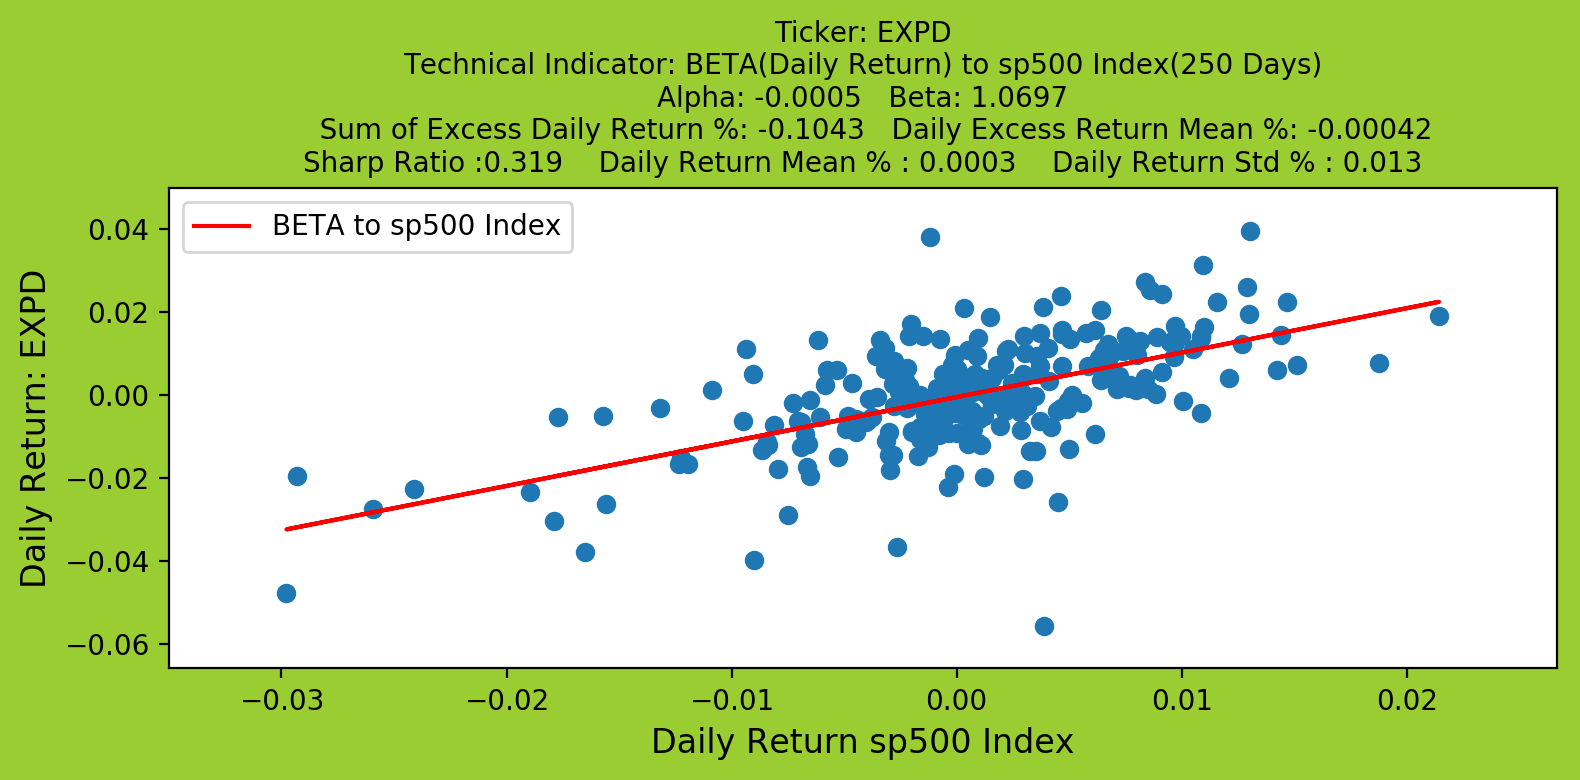 Ticker: EXPD
Technical Indicator: BETA(Daily Return) to sp500 Index(250 Days)
Alpha: -0.0005   Beta: 1.0697
Sum of Excess Daily Return %: -0.1043   Daily Excess Return Mean %: -0.00042
Sharp Ratio :0.319    Daily Return Mean % : 0.0003    Daily Return Std % : 0.013
BETA to sp500 Index
Daily Return: EXPD
0.04
0.02
0.00
−0.02
−0.04
−0.06
−0.03 −0.02 −0.01 0.00 0.01 0.02
Daily Return sp500 Index